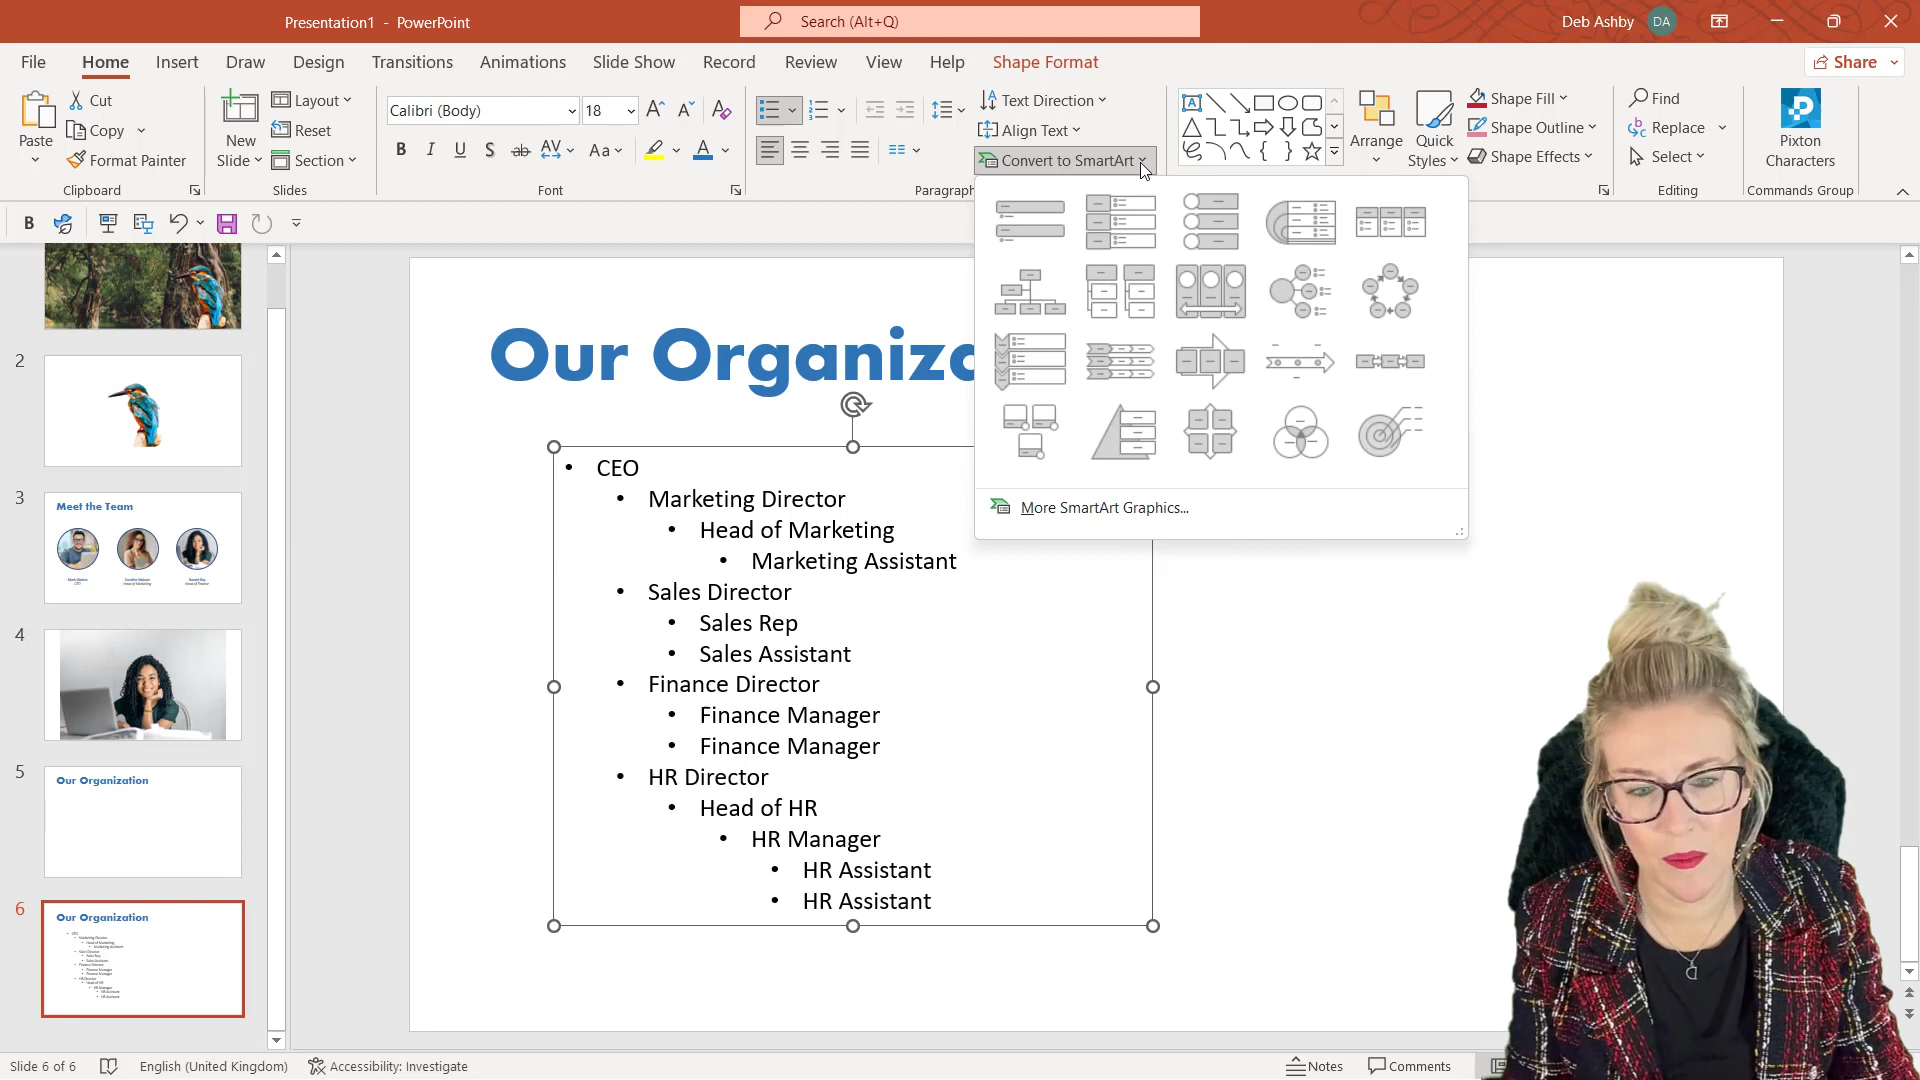 Presentation1 - PowerPoint
Search (Alt+Q)
Deb Ashby
DA
File
Home
Insert
Draw
Design
Transitions
Animations
Slide Show
Record
Review
View
Help
Shape Format
Share
Paste
Cut
Copy
Format Painter
Clipboard
New Slide
Layout
Reset
Section
Slides
Calibri (Body)
18
Font
Text Direction
Align Text
Convert to SmartArt
Paragraph
Arrange
Quick Styles
Shape Fill
Shape Outline
Shape Effects
Find
Replace
Select
Editing
Pixton Characters
Commands Group
More SmartArt Graphics...
2
3
Meet the Team
4
5
Our Organization
6
Our Organization
Our Organiza
• CEO
• Marketing Director
• Head of Marketing
• Marketing Assistant
• Sales Director
• Sales Rep
• Sales Assistant
• Finance Director
• Finance Manager
• Finance Manager
• HR Director
• Head of HR
• HR Manager
• HR Assistant
• HR Assistant
Slide 6 of 6
English (United Kingdom)
Accessibility: Investigate
Notes
Comments